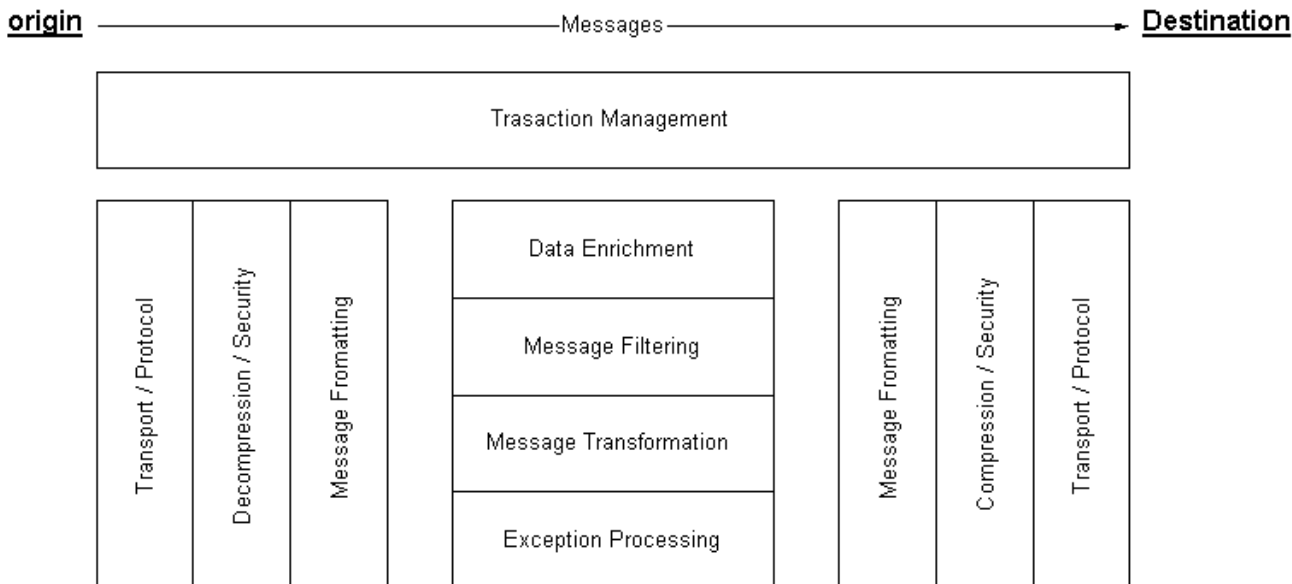 origin
Messages
Destination
Trasaction Management
Transport / Protocol
Decompression / Security
Message Fromatting
Data Enrichment
Message Filtering
Message Transformation
Exception Processing
Message Fromatting
Compression / Security
Transport / Protocol